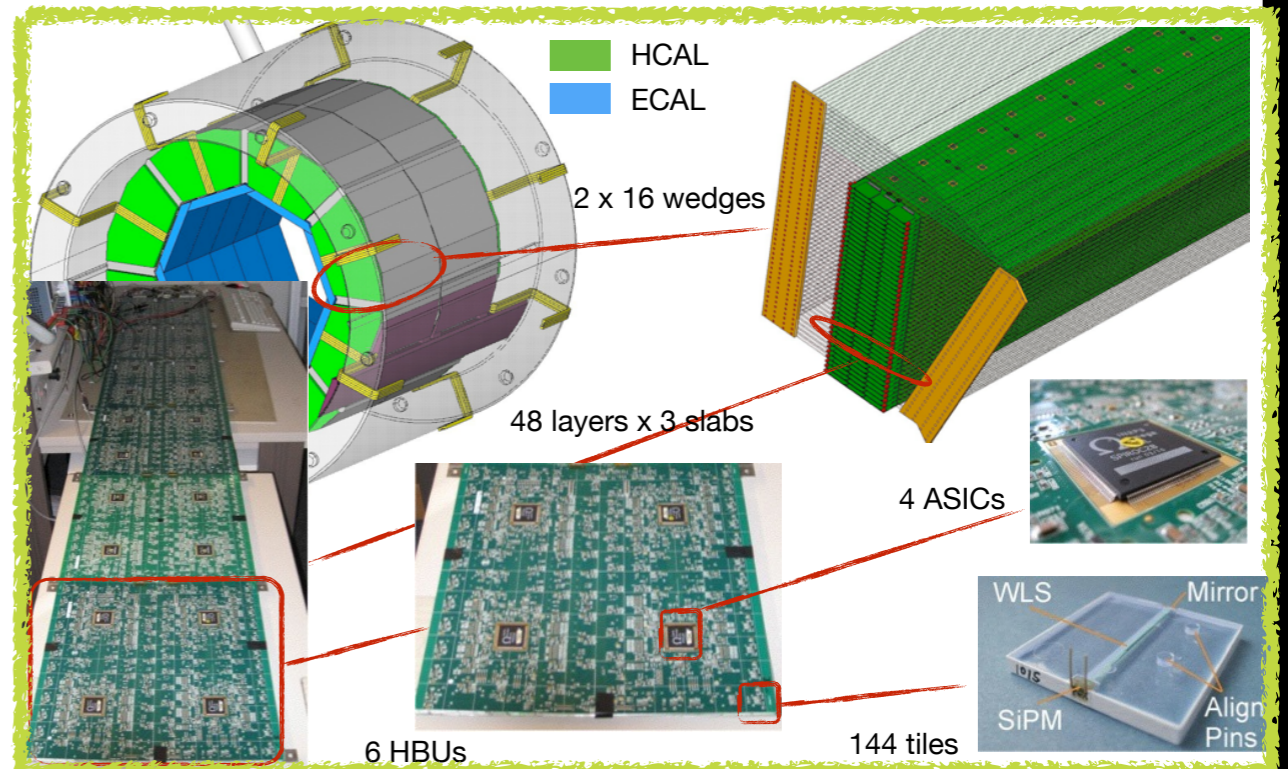 HCAL
ECAL
2 x 16 wedges
48 layers x 3 slabs
4 ASICs
WLS
Mirror
1015
SiPM
Align
Pins
6 HBUs
144 tiles